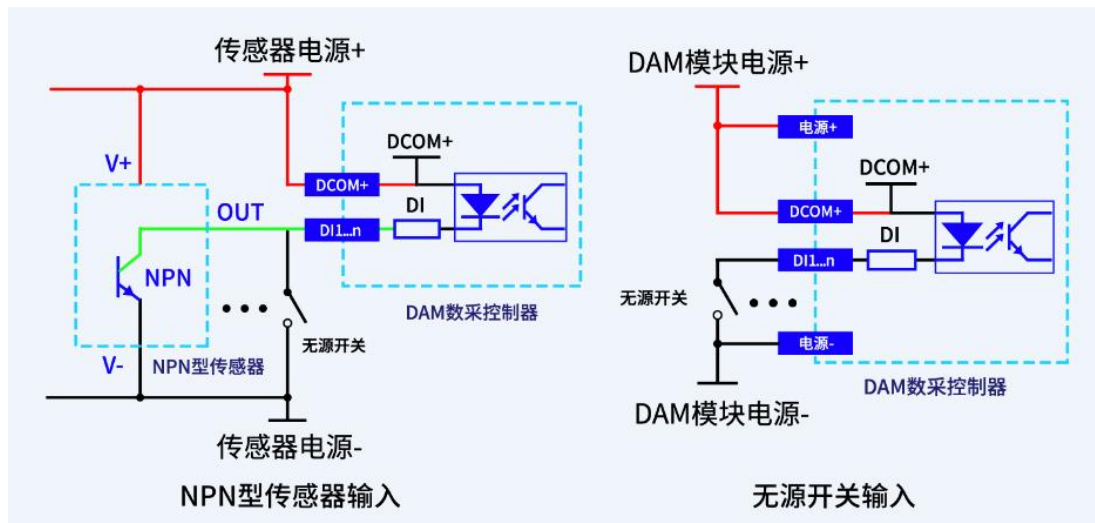 传感器电源+
V+
DCOM+
DCOM+
OUT
DI
DI1...n
NPN
无源开关
DAM数采控制器
V-
NPN型传感器
传感器电源-
NPN型传感器输入
DAM模块电源+
电源+
DCOM+
DCOM+
DI
DI1...n
无源开关
电源-
DAM数采控制器
DAM模块电源-
无源开关输入